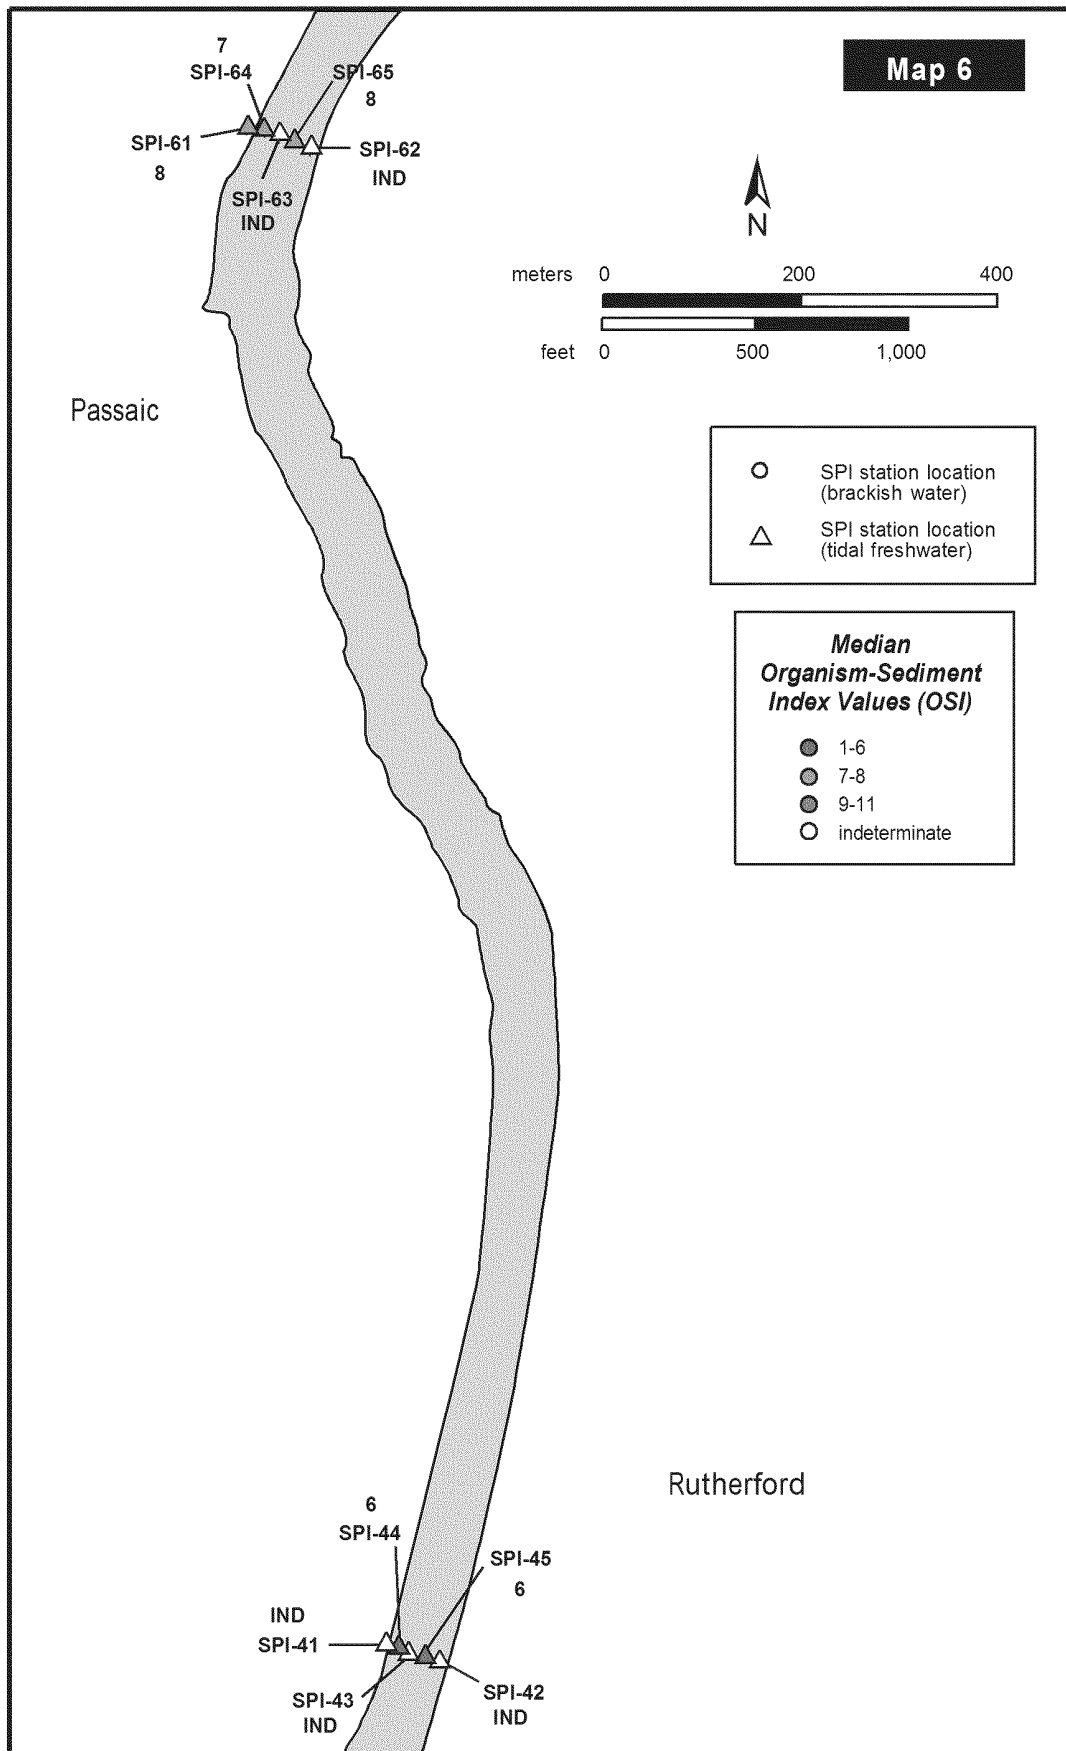 Map 6
7
SPI-64
SPI-65
8
SPI-61
8
SPI-62
IND
SPI-63
IND
N
meters 0 200 400
feet 0 500 1,000
Passaic
SPI station location
(brackish water)
SPI station location
(tidal freshwater)
Median
Organism-Sediment
Index Values (OSI)
1-6
7-8
9-11
indeterminate
Rutherford
6
SPI-44
SPI-45
6
IND
SPI-41
SPI-43
IND
SPI-42
IND